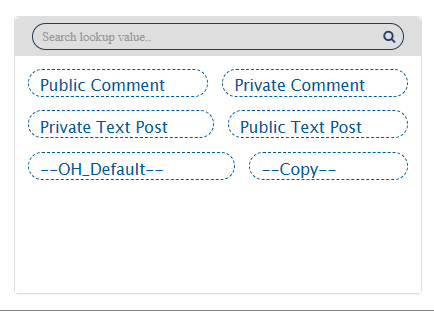 Search lookup value..
Public Comment Private Comment
Private Text Post Public Text Post
--OH_Default-- --Copy--